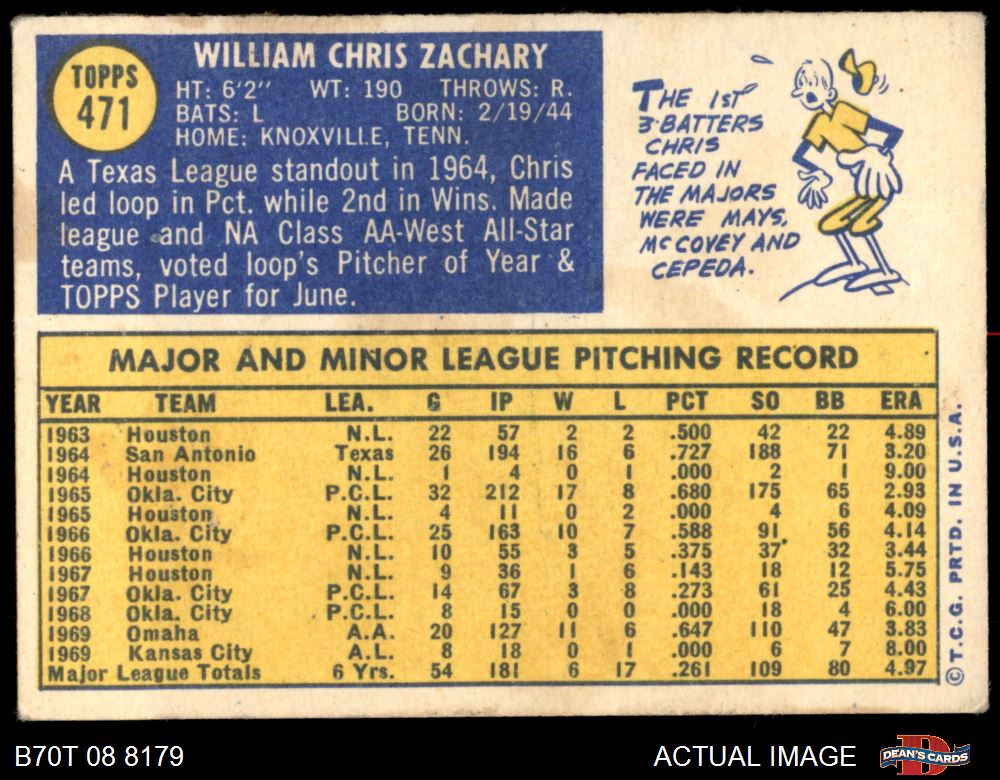 TOPPS
471
WILLIAM CHRIS ZACHARY
HT: 6'2" WT: 190 THROWS: R.
BATS: L BORN: 2/19/44
HOME: KNOXVILLE, TENN.
A Texas League standout in 1964, Chris
led loop in Pct. while 2nd in Wins. Made
league and NA Class AA-West All-Star
teams, voted loop's Pitcher of Year &
TOPPS Player for June.
THE 1ST
3 BATTERS
CHRIS
FACED IN
THE MAJORS
WERE MAYS,
McCOVEY AND
CEPEDA.
MAJOR AND MINOR LEAGUE PITCHING RECORD
YEAR TEAM LEA. G IP W L PCT SO BB ERA
1963 Houston N.L. 22 57 2 2 .500 42 22 4.89
1964 San Antonio Texas 26 194 16 6 .727 188 71 3.20
1964 Houston N.L. 1 4 0 1 .000 2 1 9.00
1965 Okla. City P.C.L. 32 212 17 8 .680 175 65 2.93
1965 Houston N.L. 4 11 0 2 .000 4 6 4.09
1966 Okla. City P.C.L. 25 163 10 7 .588 91 56 4.14
1966 Houston N.L. 10 55 3 5 .375 37 32 3.44
1967 Houston N.L. 9 36 1 6 .143 18 12 5.75
1967 Okla. City P.C.L. 14 67 3 8 .273 61 25 4.43
1968 Okla. City P.C.L. 8 15 0 0 .000 18 4 6.00
1969 Omaha A.A. 20 127 11 6 .647 110 47 3.83
1969 Kansas City A.L. 8 18 0 1 .000 6 7 8.00
Major League Totals 6 Yrs. 54 181 6 17 .261 109 80 4.97
© T.C.G. PRTD. IN U.S.A.
B70T 08 8179
ACTUAL IMAGE
D
DEAN'S CARDS